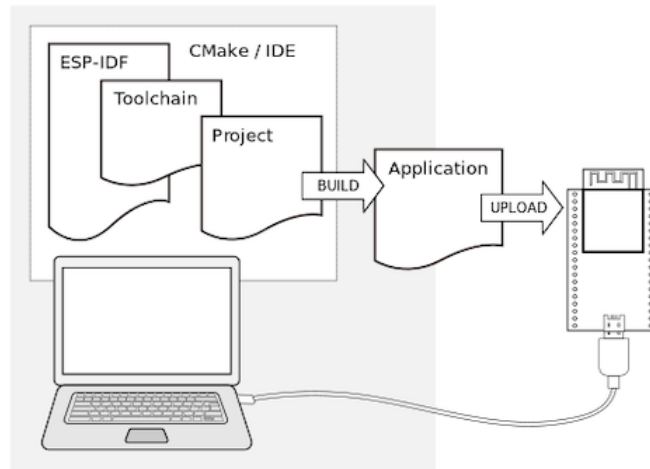 CMake / IDE
ESP-IDF
Toolchain
Project
BUILD
Application
UPLOAD